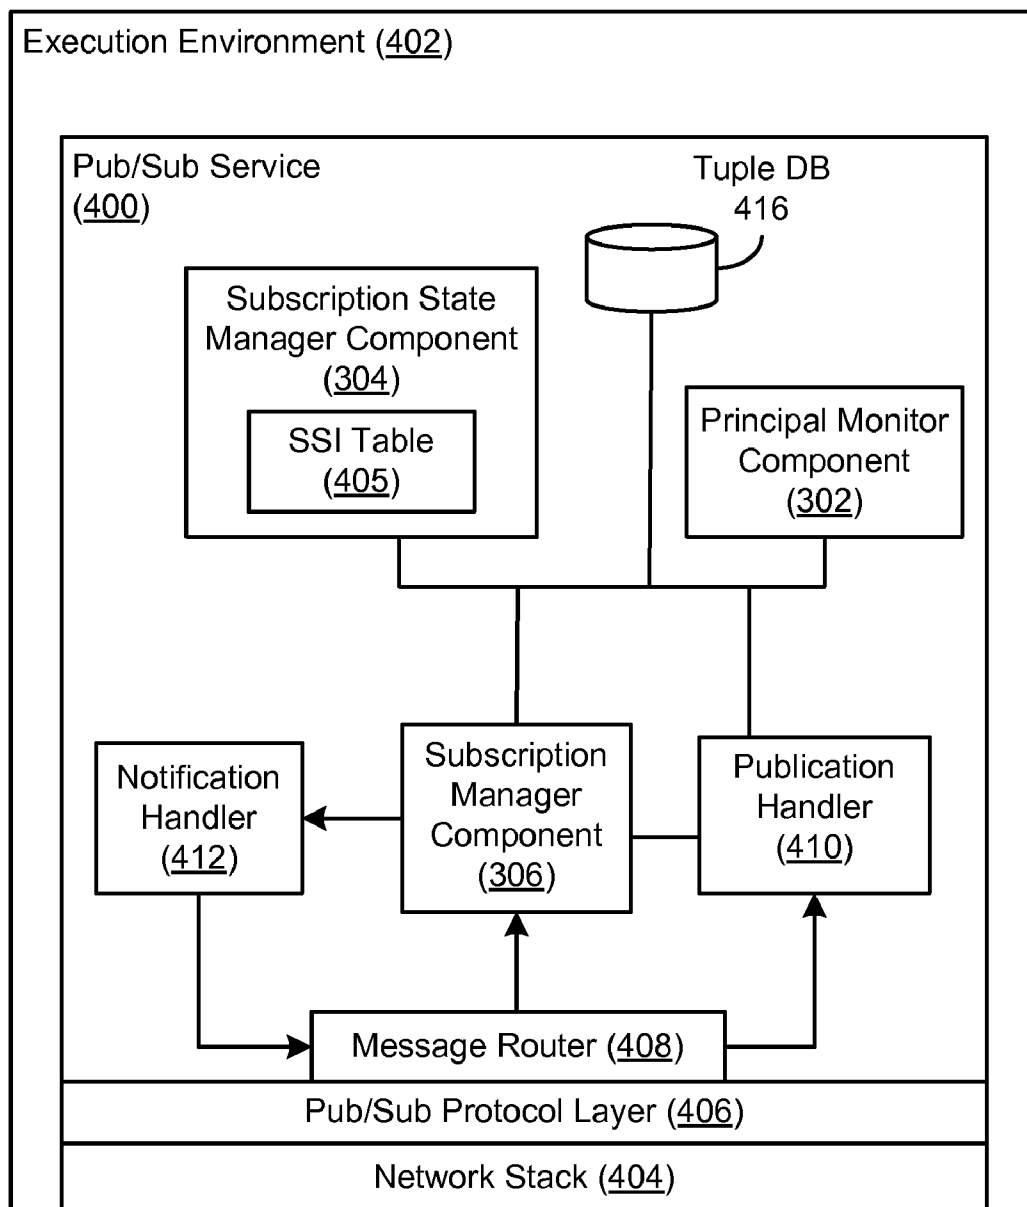 Execution Environment (402)
Pub/Sub Service
(400)
Tuple DB
416
Subscription State
Manager Component
(304)
SSI Table
(405)
Principal Monitor
Component
(302)
Notification
Handler
(412)
Subscription
Manager
Component
(306)
Publication
Handler
(410)
Message Router (408)
Pub/Sub Protocol Layer (406)
Network Stack (404)